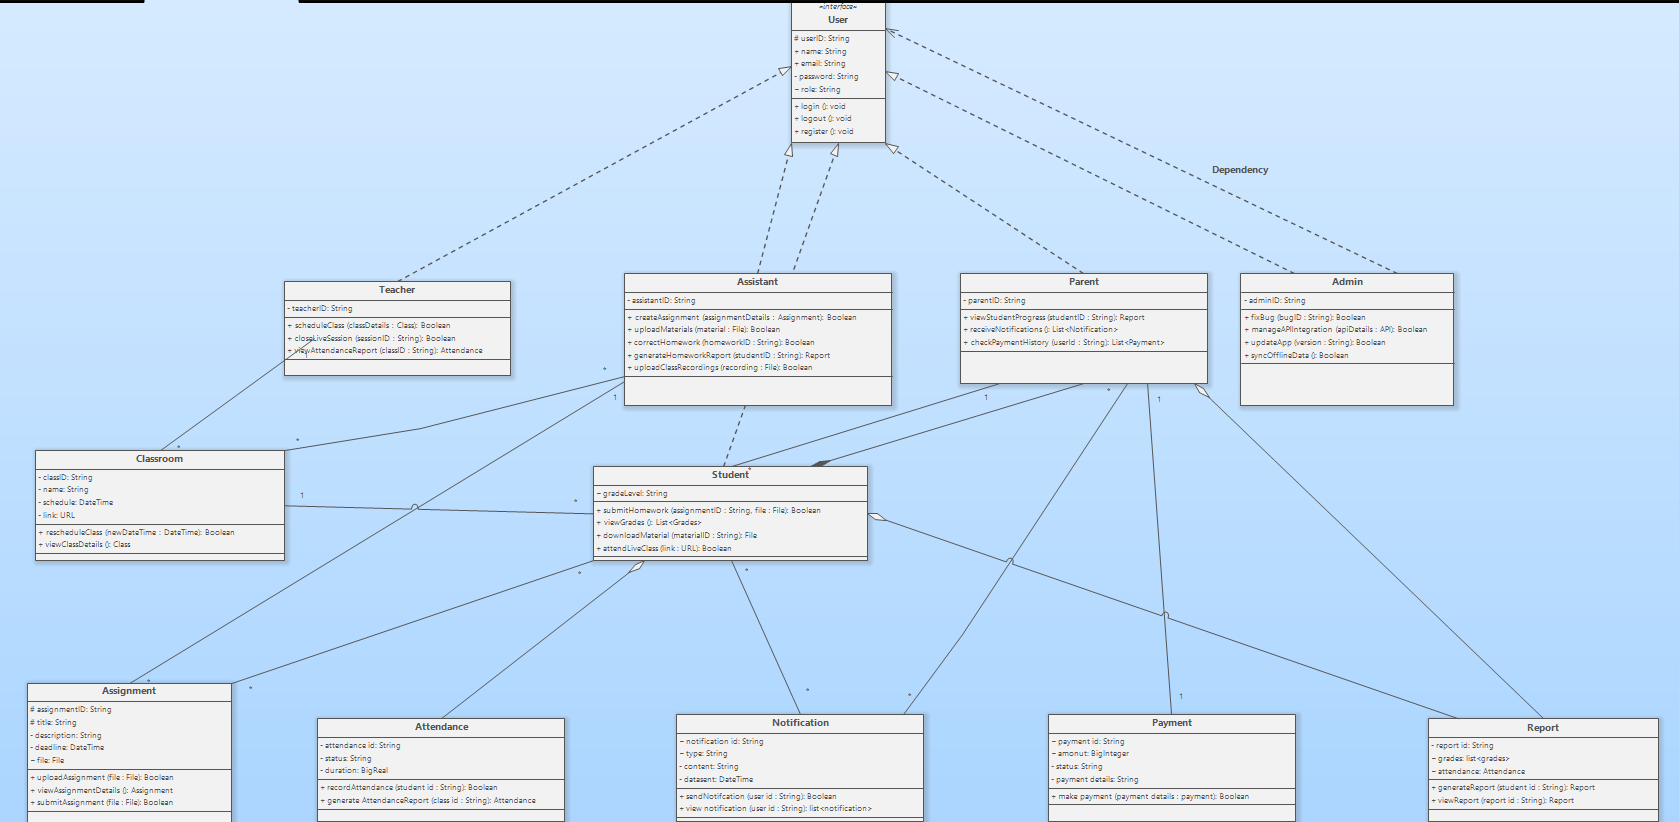 «interface»
User
# userID: String
+ name: String
+ email: String
- password: String
~ role: String
+ login (): void
+ logout (): void
+ register (): void
Dependency
Teacher
- teacherID: String
+ scheduleClass (classDetails : Class): Boolean
+ closeLiveSession (sessionID : String): Boolean
+ viewAttendanceReport (classID : String): Attendance
Assistant
- assistantID: String
+ createAssignment (assignmentDetails : Assignment): Boolean
+ uploadMaterials (material : File): Boolean
+ correctHomework (homeworkID : String): Boolean
+ generateHomeworkReport (studentID : String): Report
+ uploadClassRecordings (recording : File): Boolean
Parent
- parentID: String
+ viewStudentProgress (studentID : String): Report
+ receiveNotifications (): List<Notification>
+ checkPaymentHistory (userId : String): List<Payment>
Admin
- adminID: String
+ fixBug (bugID : String): Boolean
+ manageAPIIntegration (apiDetails : API): Boolean
+ updateApp (version : String): Boolean
+ syncOfflineData (): Boolean
1
*
*
1
1
*
1
*
*
Classroom
- classID: String
- name: String
- schedule: DateTime
- link: URL
+ rescheduleClass (newDateTime : DateTime): Boolean
+ viewClassDetails (): Class
1
*
Student
*
~ gradeLevel: String
+ submitHomework (assignmentID : String, file : File): Boolean
+ viewGrades (): List<Grades>
+ downloadMaterial (materialID : String): File
+ attendLiveClass (link : URL): Boolean
*
*
*
*
*
*
1
Assignment
# assignmentID: String
# title: String
- description: String
- deadline: DateTime
~ file: File
+ uploadAssignment (file : File): Boolean
+ viewAssignmentDetails (): Assignment
+ submitAssignment (file : File): Boolean
Attendance
- attendance id: String
- status: String
- duration: BigReal
+ recordAttendance (student id : String): Boolean
+ generate AttendanceReport (class id : String): Attendance
Notification
~ notification id: String
~ type: String
- content: String
- datasent: DateTime
+ sendNotifcation (user id : String): Boolean
+ view notification (user id : String): list<notification>
Payment
~ payment id: String
~ amonut: BigInteger
- status: String
- payment details: String
+ make payment (payment details : payment): Boolean
Report
- report id: String
~ grades: list<grades>
~ attendance: Attendance
+ generateReport (student id : String): Report
+ viewReport (report id : String): Report